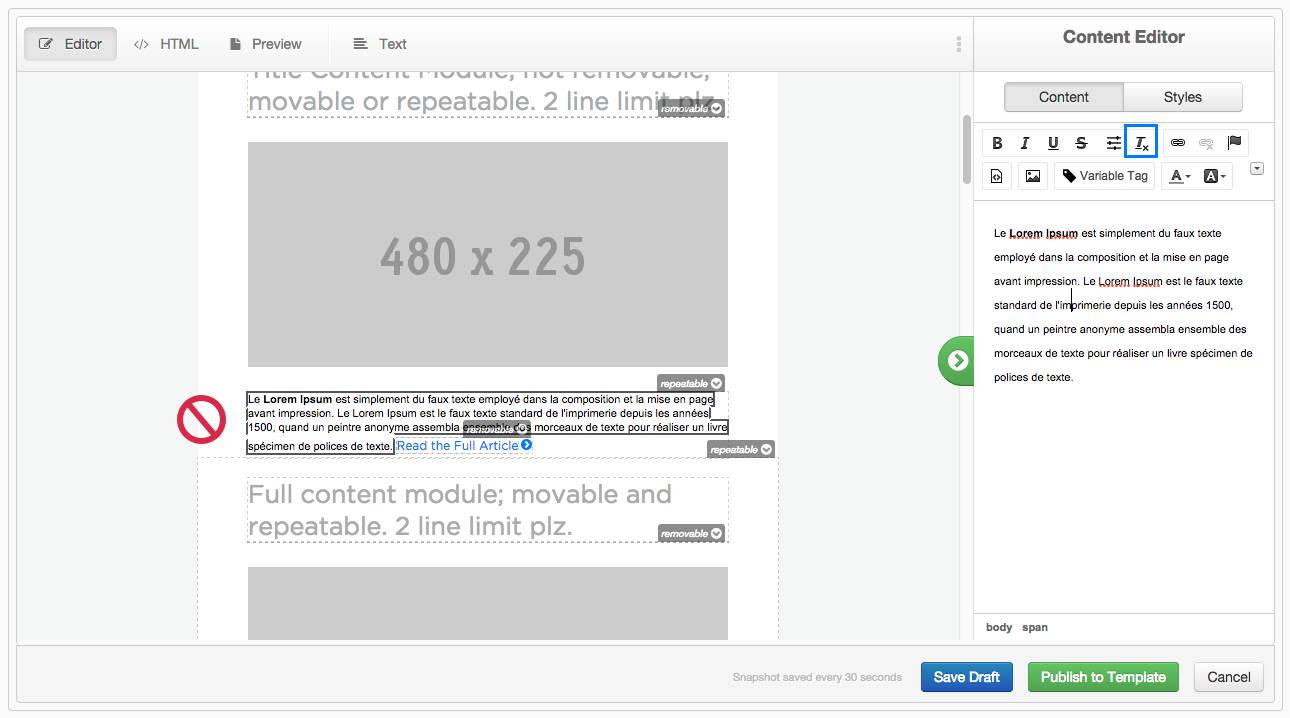 Editor
HTML
Preview
Text
Content Editor
Title Content Module; not removable,
movable or repeatable. 2 line limit plz.
removable
480 x 225
repeatable
Le Lorem Ipsum est simplement du faux texte employé dans la composition et la mise en page
avant impression. Le Lorem Ipsum est le faux texte standard de l'imprimerie depuis les années
1500, quand un peintre anonyme assembla ensemble des morceaux de texte pour réaliser un livre
removable
spécimen de polices de texte. Read the Full Article
repeatable
Full content module; movable and
repeatable. 2 line limit plz.
removable
Content
Styles
B I U S Tx
Variable Tag
A
A
Le Lorem Ipsum est simplement du faux texte
employé dans la composition et la mise en page
avant impression. Le Lorem Ipsum est le faux texte
standard de l'imprimerie depuis les années 1500,
quand un peintre anonyme assembla ensemble des
morceaux de texte pour réaliser un livre spécimen de
polices de texte.
body span
Snapshot saved every 30 seconds
Save Draft
Publish to Template
Cancel